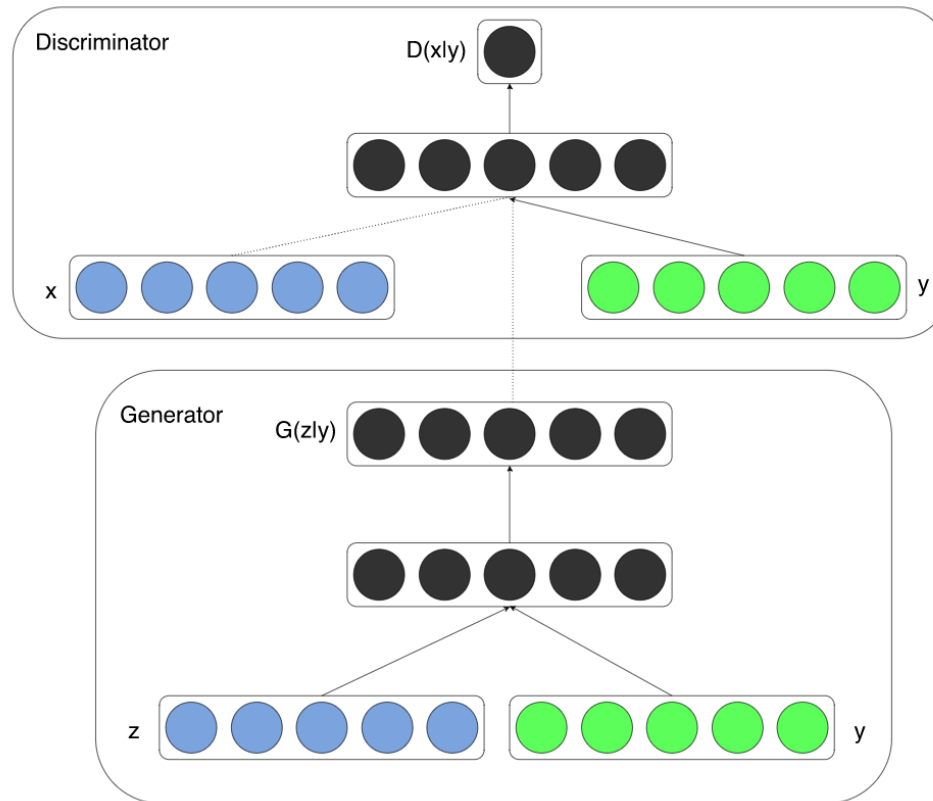 Discriminator
D(x|y)
x
y
Generator
G(z|y)
z
y